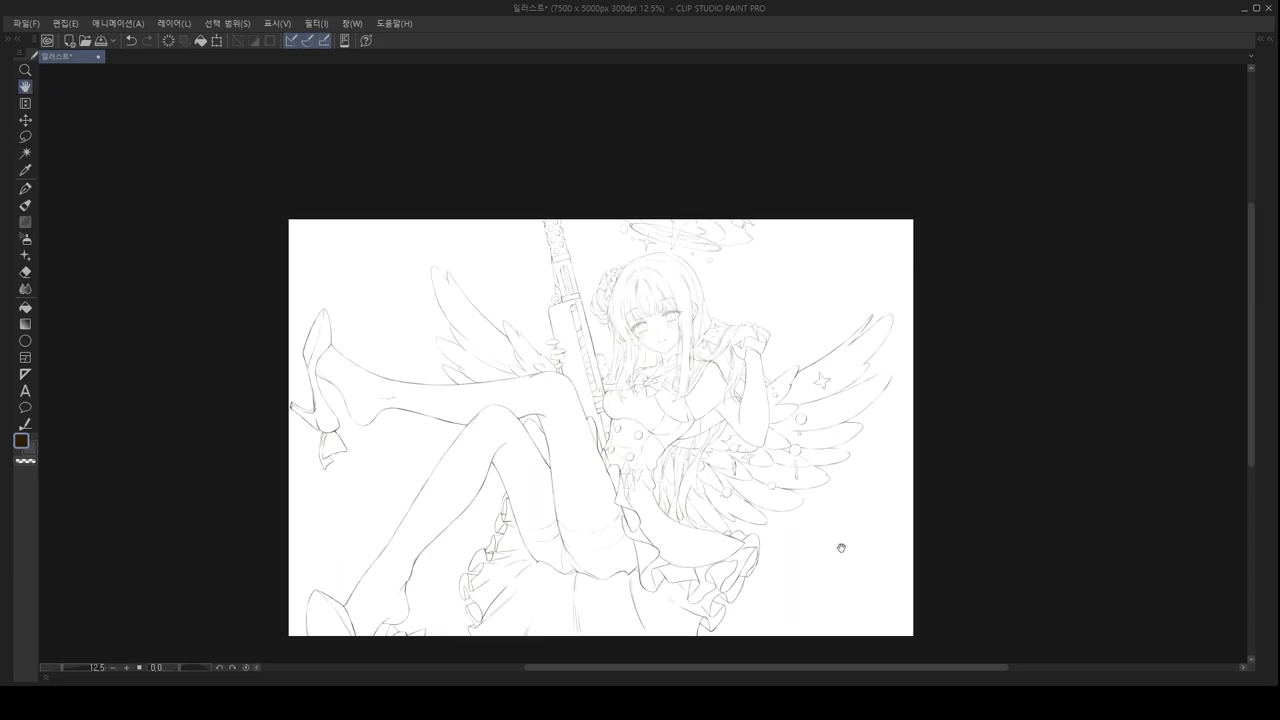 일러스트* (7500 x 5000px 300dpi 12.5%) - CLIP STUDIO PAINT PRO
파일(F) 편집(E) 애니메이션(A) 레이어(L) 선택 범위(S) 표시(V) 필터(I) 창(W) 도움말(H)
일러스트*
12.5 0.0